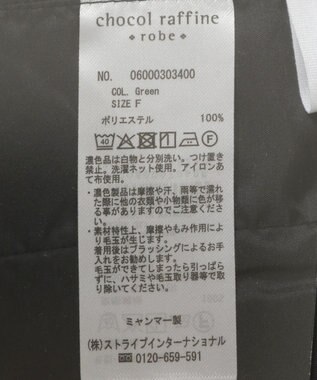 chocol raffine
robe
NO. 06000303400
COL. Green
SIZE F
ポリエステル 100%
40 F
濃色品は白物と分別洗い。つけ置き
禁止。洗濯ネット使用。アイロンあ
て布使用。
・濃色製品は摩擦や汗、雨等で濡
れた際に他の衣類や小物類に色が移
る事がありますのでご注意くださ
い。
・素材特性上、摩擦やもみ作用によ
り毛玉が生じます。
着用後はブラッシングによるお手
入れをお勧めします。
毛玉ができてしまったら引っぱら
ずに、ハサミや毛玉取り器等で取
り除いてください。
ミャンマー製
(株)ストライプインターナショナル
0120-659-591